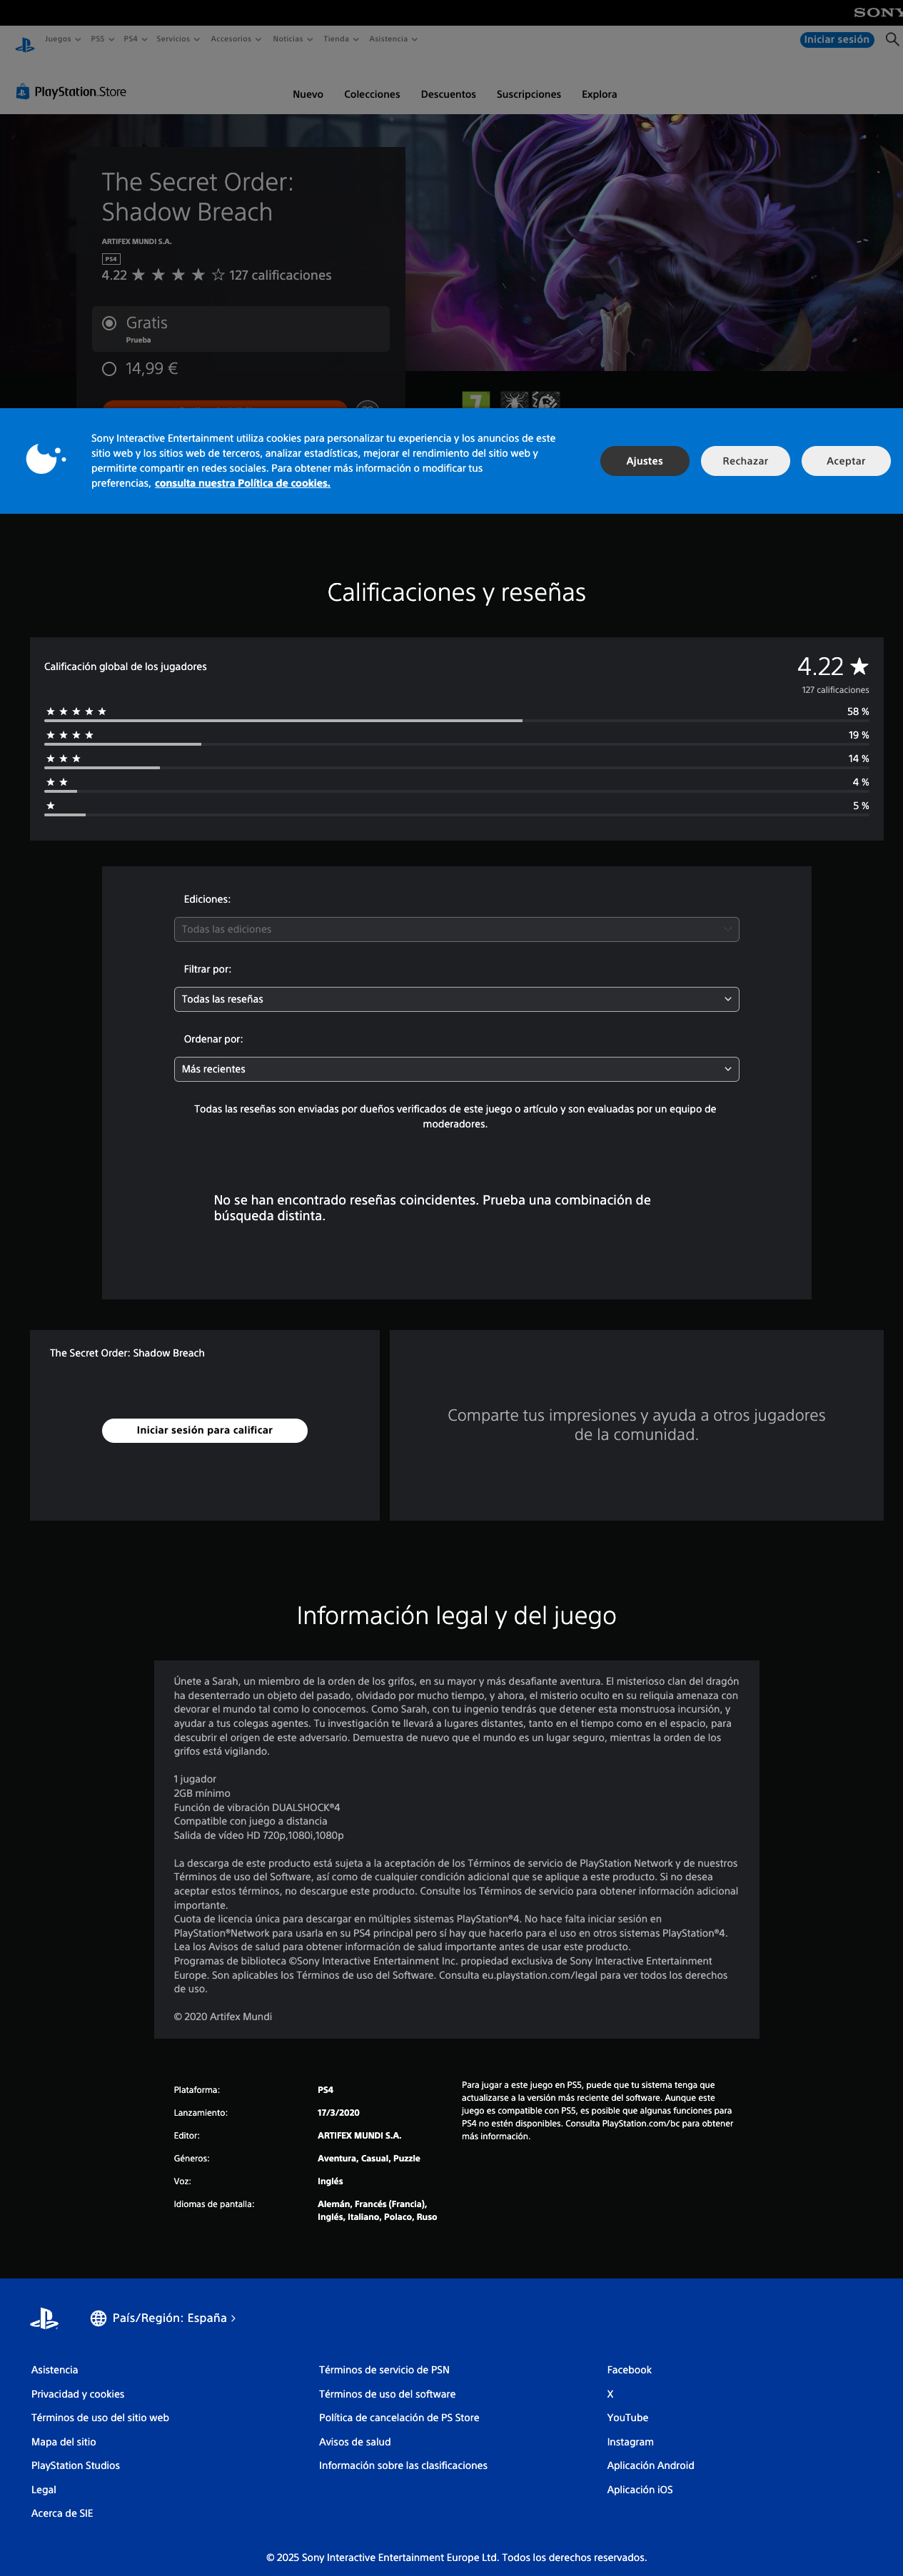 SONY
Juegos PS5 PS4 Servicios Accesorios Noticias Tienda Asistencia
Iniciar sesión
PlayStation Store
Nuevo Colecciones Descuentos Suscripciones Explora
The Secret Order:
Shadow Breach
ARTIFEX MUNDI S.A.
PS4
4.22 ★ ★ ★ ★ ☆ 127 calificaciones
Gratis
Prueba
14,99 €
7
Sony Interactive Entertainment utiliza cookies para personalizar tu experiencia y los anuncios de este
sitio web y los sitios web de terceros, analizar estadísticas, mejorar el rendimiento del sitio web y
permitirte compartir en redes sociales. Para obtener más información o modificar tus
preferencias, consulta nuestra Política de cookies.
Ajustes
Rechazar
Aceptar
Calificaciones y reseñas
Calificación global de los jugadores
4.22 ★
127 calificaciones
★ ★ ★ ★ ★ 58 %
★ ★ ★ ★ 19 %
★ ★ ★ 14 %
★ ★ 4 %
★ 5 %
Ediciones:
Todas las ediciones
Filtrar por:
Todas las reseñas
Ordenar por:
Más recientes
Todas las reseñas son enviadas por dueños verificados de este juego o artículo y son evaluadas por un equipo de
moderadores.
No se han encontrado reseñas coincidentes. Prueba una combinación de
búsqueda distinta.
The Secret Order: Shadow Breach
Iniciar sesión para calificar
Comparte tus impresiones y ayuda a otros jugadores
de la comunidad.
Información legal y del juego
Únete a Sarah, un miembro de la orden de los grifos, en su mayor y más desafiante aventura. El misterioso clan del dragón
ha desenterrado un objeto del pasado, olvidado por mucho tiempo, y ahora, el misterio oculto en su reliquia amenaza con
devorar el mundo tal como lo conocemos. Como Sarah, con tu ingenio tendrás que detener esta monstruosa incursión, y
ayudar a tus colegas agentes. Tu investigación te llevará a lugares distantes, tanto en el tiempo como en el espacio, para
descubrir el origen de este adversario. Demuestra de nuevo que el mundo es un lugar seguro, mientras la orden de los
grifos está vigilando.
1 jugador
2GB mínimo
Función de vibración DUALSHOCK®4
Compatible con juego a distancia
Salida de vídeo HD 720p,1080i,1080p
La descarga de este producto está sujeta a la aceptación de los Términos de servicio de PlayStation Network y de nuestros
Términos de uso del Software, así como de cualquier condición adicional que se aplique a este producto. Si no desea
aceptar estos términos, no descargue este producto. Consulte los Términos de servicio para obtener información adicional
importante.
Cuota de licencia única para descargar en múltiples sistemas PlayStation®4. No hace falta iniciar sesión en
PlayStation®Network para usarla en su PS4 principal pero sí hay que hacerlo para el uso en otros sistemas PlayStation®4.
Lea los Avisos de salud para obtener información de salud importante antes de usar este producto.
Programas de biblioteca ©Sony Interactive Entertainment Inc. propiedad exclusiva de Sony Interactive Entertainment
Europe. Son aplicables los Términos de uso del Software. Consulta eu.playstation.com/legal para ver todos los derechos
de uso.
© 2020 Artifex Mundi
Plataforma: PS4
Lanzamiento: 17/3/2020
Editor: ARTIFEX MUNDI S.A.
Géneros: Aventura, Casual, Puzzle
Voz: Inglés
Idiomas de pantalla: Alemán, Francés (Francia),
Inglés, Italiano, Polaco, Ruso
Para jugar a este juego en PS5, puede que tu sistema tenga que
actualizarse a la versión más reciente del software. Aunque este
juego es compatible con PS5, es posible que algunas funciones para
PS4 no estén disponibles. Consulta PlayStation.com/bc para obtener
más información.
País/Región: España
Asistencia
Privacidad y cookies
Términos de uso del sitio web
Mapa del sitio
PlayStation Studios
Legal
Acerca de SIE
Términos de servicio de PSN
Términos de uso del software
Política de cancelación de PS Store
Avisos de salud
Información sobre las clasificaciones
Facebook
X
YouTube
Instagram
Aplicación Android
Aplicación iOS
© 2025 Sony Interactive Entertainment Europe Ltd. Todos los derechos reservados.